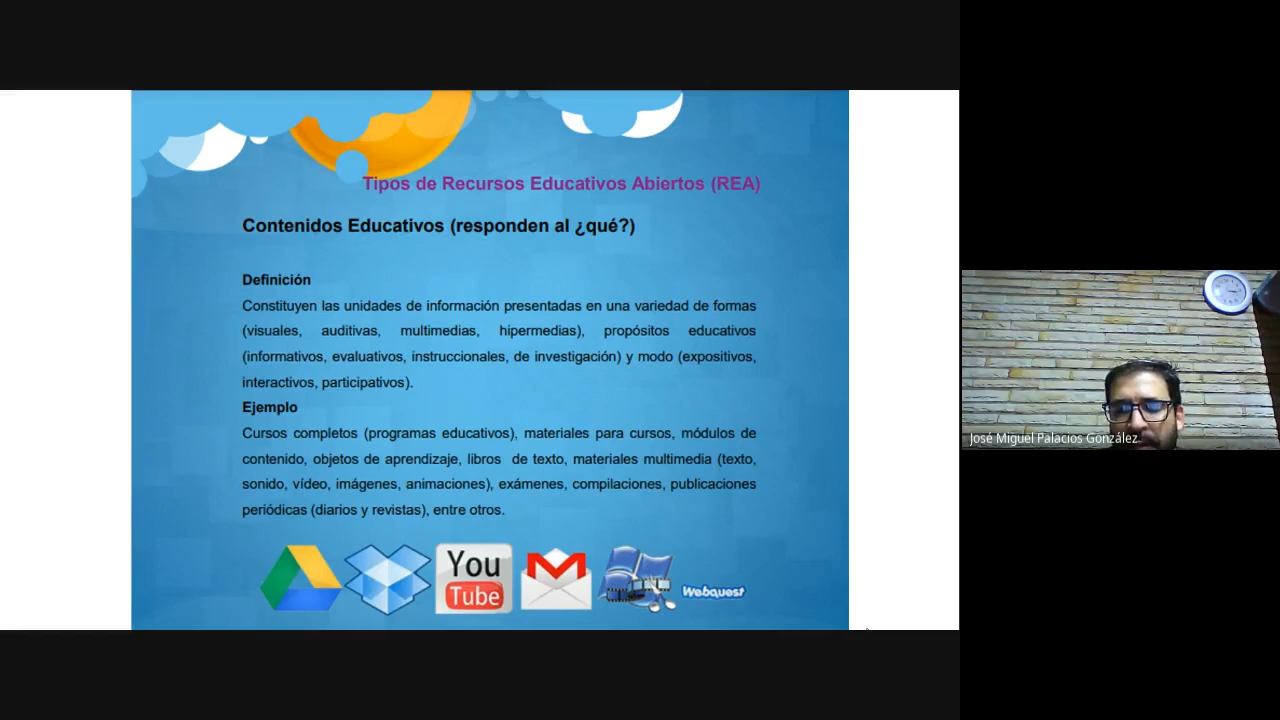 Tipos de Recursos Educativos Abiertos (REA)
Contenidos Educativos (responden al ¿qué?)
Definición
Constituyen las unidades de información presentadas en una variedad de formas
(visuales, auditivas, multimedias, hipermedias), propósitos educativos
(informativos, evaluativos, instruccionales, de investigación) y modo (expositivos,
interactivos, participativos).
Ejemplo
Cursos completos (programas educativos), materiales para cursos, módulos de
contenido, objetos de aprendizaje, libros de texto, materiales multimedia (texto,
sonido, vídeo, imágenes, animaciones), exámenes, compilaciones, publicaciones
periódicas (diarios y revistas), entre otros.
You
Tube
Webquest
José Miguel Palacios González